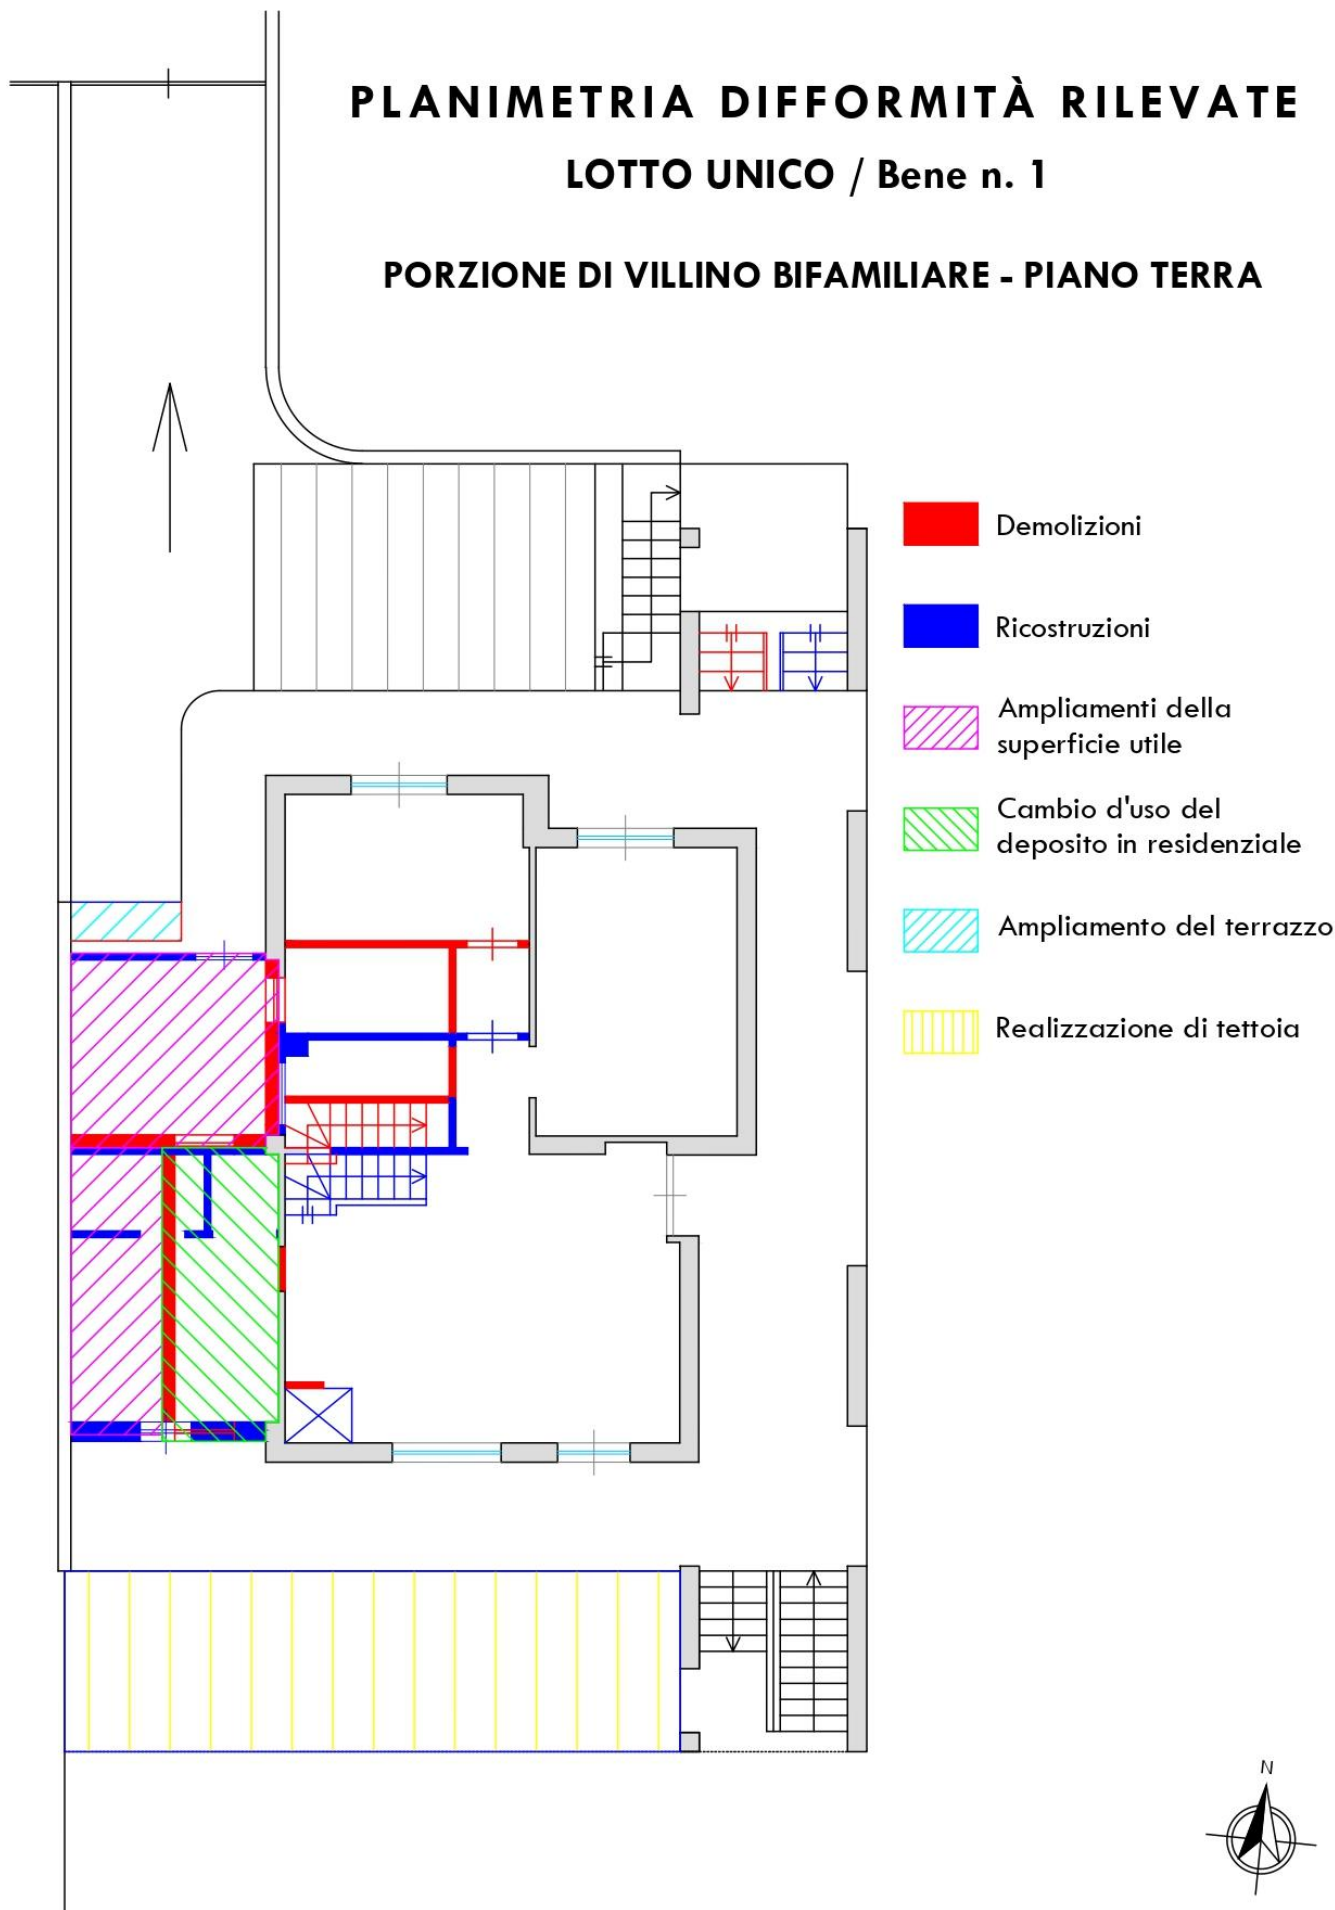 PLANIMETRIA DIFFORMITÀ RILEVATE
LOTTO UNICO / Bene n. 1
PORZIONE DI VILLINO BIFAMILIARE - PIANO TERRA
Demolizioni
Ricostruzioni
Ampliamenti della
superficie utile
Cambio d'uso del
deposito in residenziale
Ampliamento del terrazzo
Realizzazione di tettoia
N